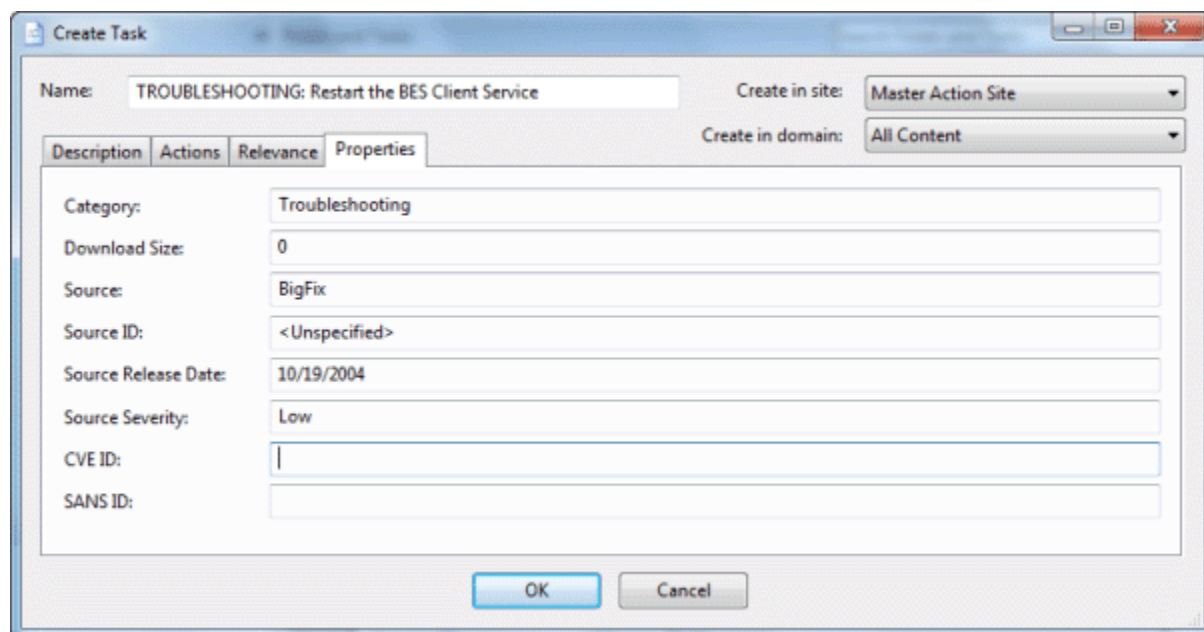 Create Task
Name: TROUBLESHOOTING: Restart the BES Client Service Create in site: Master Action Site
Create in domain: All Content
Description Actions Relevance Properties
Category: Troubleshooting
Download Size: 0
Source: BigFix
Source ID: <Unspecified>
Source Release Date: 10/19/2004
Source Severity: Low
CVE ID:
SANS ID:
OK Cancel